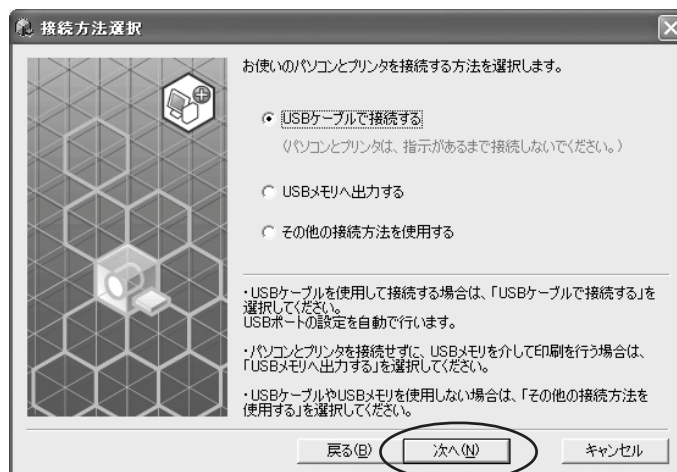 接続方法選択
お使いのパソコンとプリンタを接続する方法を選択します。
USBケーブルで接続する
(パソコンとプリンタは、指示があるまで接続しないでください。)
USBメモリへ出力する
その他の接続方法を使用する
・USBケーブルを使用して接続する場合は、「USBケーブルで接続する」を
選択してください。
USBポートの設定を自動で行います。
・パソコンとプリンタを接続せずに、USBメモリを介して印刷を行う場合は、
「USBメモリへ出力する」を選択してください。
・USBケーブルやUSBメモリを使用しない場合は、「その他の接続方法を
使用する」を選択してください。
戻る(B) 次へ(N) キャンセル